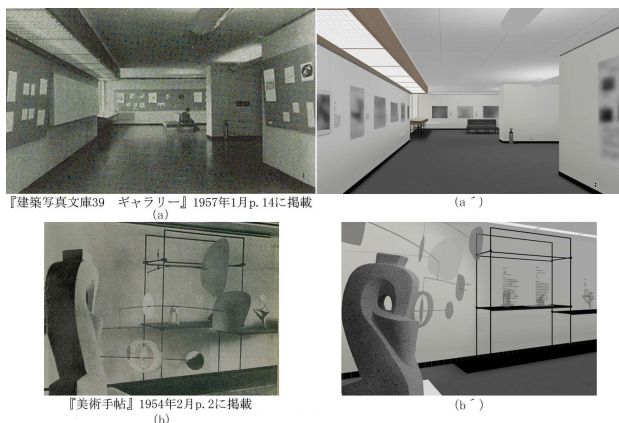 『建築写真文庫39　ギャラリー』1957年1月p.14に掲載
(a)
(a´)
『美術手帖』1954年2月p.2に掲載
(b)
(b´)